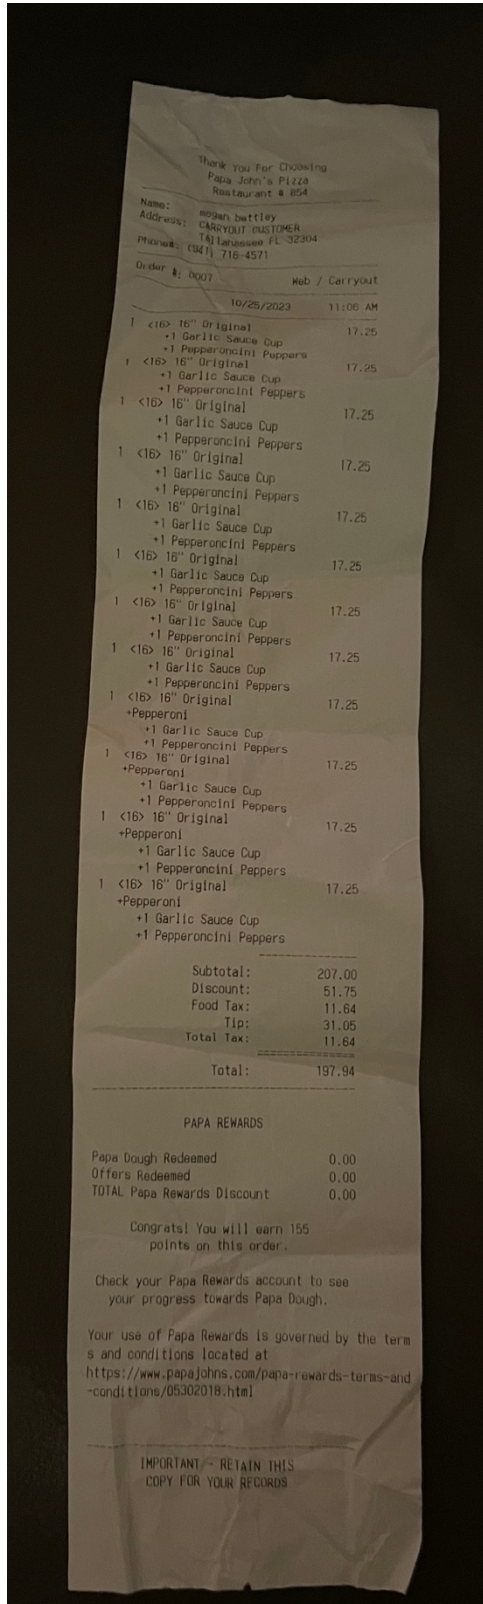 Thank You For Choosing
Papa John's Pizza
Restaurant # 854
Name: megan battley
Address: CARRYOUT CUSTOMER
Tallahassee FL 32304
Phone#: (941) 716-4571
Order #: 0007 Web / Carryout
10/25/2023 11:06 AM
1 <16> 16" Original 17.25
+1 Garlic Sauce Cup
+1 Pepperoncini Peppers
1 <16> 16" Original 17.25
+1 Garlic Sauce Cup
+1 Pepperoncini Peppers
1 <16> 16" Original 17.25
+1 Garlic Sauce Cup
+1 Pepperoncini Peppers
1 <16> 16" Original 17.25
+1 Garlic Sauce Cup
+1 Pepperoncini Peppers
1 <16> 16" Original 17.25
+1 Garlic Sauce Cup
+1 Pepperoncini Peppers
1 <16> 16" Original 17.25
+1 Garlic Sauce Cup
+1 Pepperoncini Peppers
1 <16> 16" Original 17.25
+1 Garlic Sauce Cup
+1 Pepperoncini Peppers
1 <16> 16" Original 17.25
+1 Garlic Sauce Cup
+1 Pepperoncini Peppers
1 <16> 16" Original 17.25
+Pepperoni
+1 Garlic Sauce Cup
+1 Pepperoncini Peppers
1 <16> 16" Original 17.25
+Pepperoni
+1 Garlic Sauce Cup
+1 Pepperoncini Peppers
1 <16> 16" Original 17.25
+Pepperoni
+1 Garlic Sauce Cup
+1 Pepperoncini Peppers
1 <16> 16" Original 17.25
+Pepperoni
+1 Garlic Sauce Cup
+1 Pepperoncini Peppers
Subtotal: 207.00
Discount: 51.75
Food Tax: 11.64
Tip: 31.05
Total Tax: 11.64
Total: 197.94
PAPA REWARDS
Papa Dough Redeemed 0.00
Offers Redeemed 0.00
TOTAL Papa Rewards Discount 0.00
Congrats! You will earn 155
points on this order.
Check your Papa Rewards account to see
your progress towards Papa Dough.
Your use of Papa Rewards is governed by the term
s and conditions located at
https://www.papajohns.com/papa-rewards-terms-and
-conditions/05302018.html
IMPORTANT - RETAIN THIS
COPY FOR YOUR RECORDS